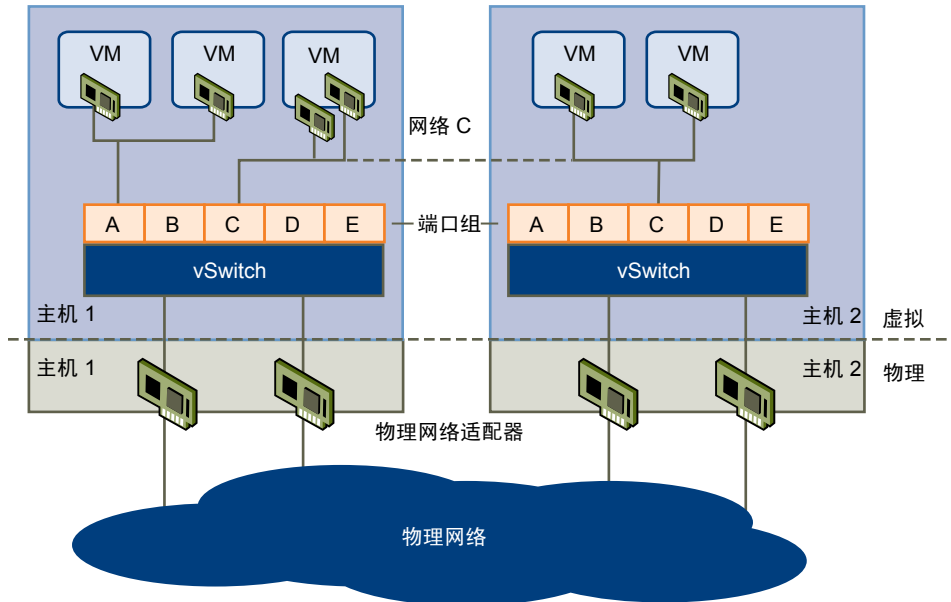 VM
VM
VM
VM
VM
网络 C
A B C D E
端口组
A B C D E
vSwitch
vSwitch
主机 1
主机 2
虚拟
主机 1
主机 2
物理
物理网络适配器
物理网络